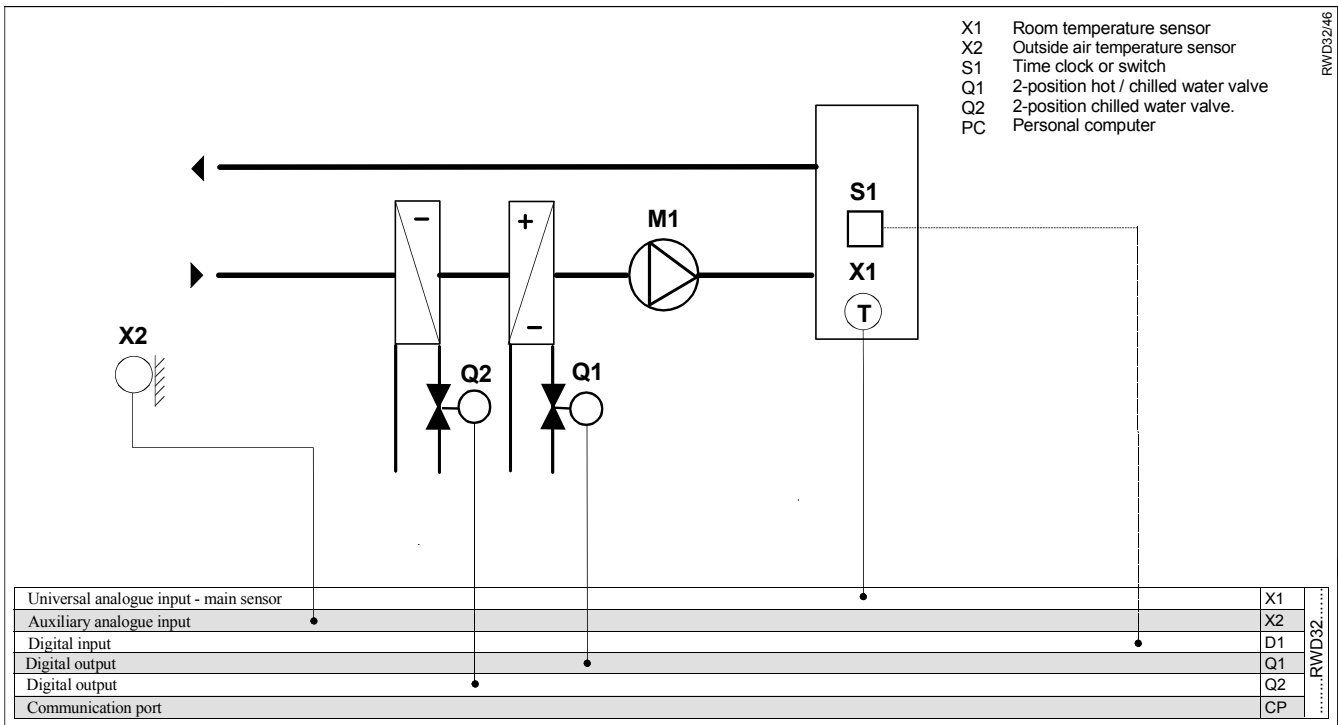 X1 Room temperature sensor
X2 Outside air temperature sensor
S1 Time clock or switch
Q1 2-position hot / chilled water valve
Q2 2-position chilled water valve.
PC Personal computer
RWD32/46
S1
M1
X1
T
X2
Q2
Q1
-
+
-
Universal analogue input - main sensor X1
Auxiliary analogue input X2
Digital input D1
Digital output Q1
Digital output Q2
Communication port CP
........RWD32.......